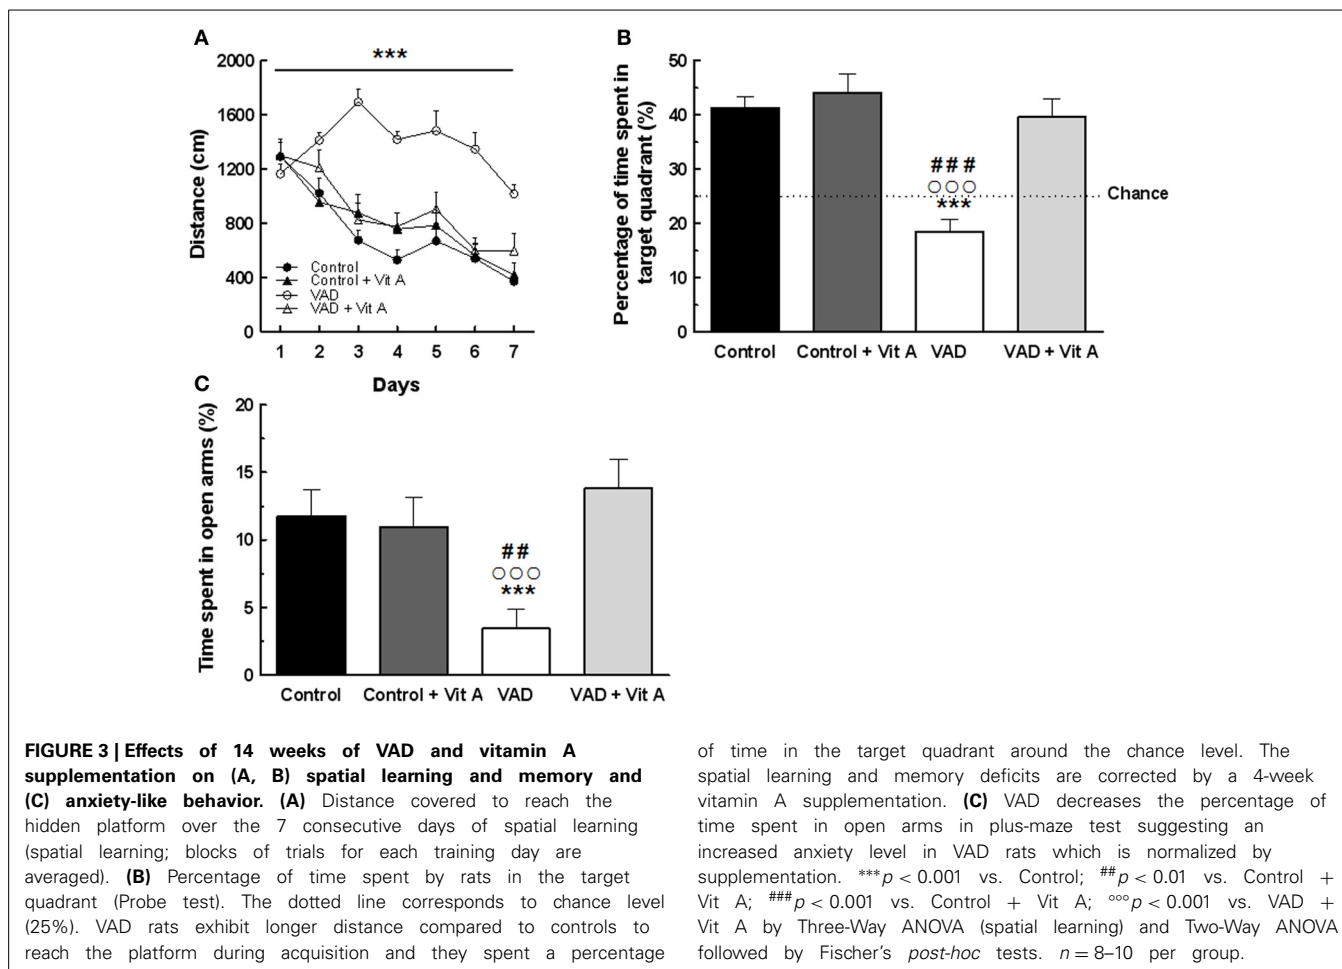 A
***
2000
1600
1200
800
400
0
Distance (cm)
Control
Control + Vit A
VAD
VAD + Vit A
1 2 3 4 5 6 7
Days
B
50
40
30
20
10
0
Percentage of time spent in
target quadrant (%)
###
○○○
***
Chance
Control Control + Vit A VAD VAD + Vit A
C
20
15
10
5
0
Time spent in open arms (%)
##
○○○
***
Control Control + Vit A VAD VAD + Vit A
FIGURE 3 | Effects of 14 weeks of VAD and vitamin A
supplementation on (A, B) spatial learning and memory and
(C) anxiety-like behavior. (A) Distance covered to reach the
hidden platform over the 7 consecutive days of spatial learning
(spatial learning; blocks of trials for each training day are
averaged). (B) Percentage of time spent by rats in the target
quadrant (Probe test). The dotted line corresponds to chance level
(25%). VAD rats exhibit longer distance compared to controls to
reach the platform during acquisition and they spent a percentage
of time in the target quadrant around the chance level. The
spatial learning and memory deficits are corrected by a 4-week
vitamin A supplementation. (C) VAD decreases the percentage of
time spent in open arms in plus-maze test suggesting an
increased anxiety level in VAD rats which is normalized by
supplementation. ***p < 0.001 vs. Control; ##p < 0.01 vs. Control +
Vit A; ###p < 0.001 vs. Control + Vit A; °°°p < 0.001 vs. VAD +
Vit A by Three-Way ANOVA (spatial learning) and Two-Way ANOVA
followed by Fischer's post-hoc tests. n = 8–10 per group.